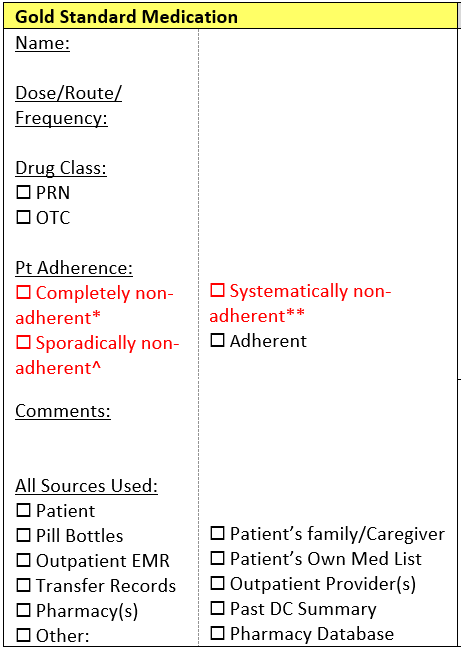 Gold Standard Medication
Name:
Dose/Route/
Frequency:
Drug Class:
☐ PRN
☐ OTC
Pt Adherence:
☐ Completely non-
adherent*
☐ Sporadically non-
adherent^
☐ Systematically non-
adherent**
☐ Adherent
Comments:
All Sources Used:
☐ Patient
☐ Pill Bottles
☐ Outpatient EMR
☐ Transfer Records
☐ Pharmacy(s)
☐ Other:
☐ Patient’s family/Caregiver
☐ Patient’s Own Med List
☐ Outpatient Provider(s)
☐ Past DC Summary
☐ Pharmacy Database